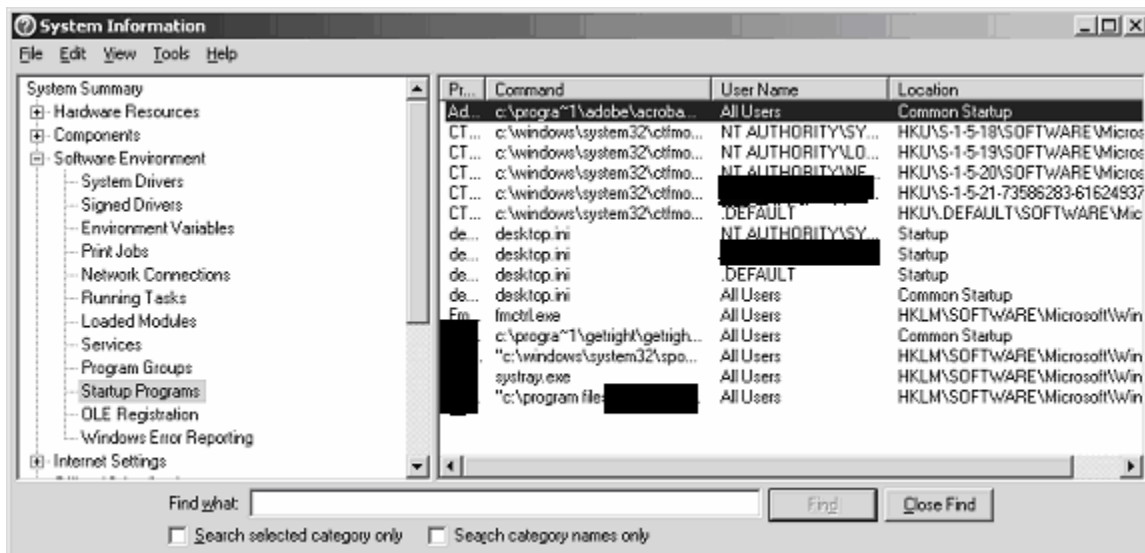 System Information
File Edit View Tools Help
System Summary
Hardware Resources
Components
Software Environment
System Drivers
Signed Drivers
Environment Variables
Print Jobs
Network Connections
Running Tasks
Loaded Modules
Services
Program Groups
Startup Programs
OLE Registration
Windows Error Reporting
Internet Settings
Pr... Command User Name Location
Ad... c:\progra~1\adobe\acroba... All Users Common Startup
CT... c:\windows\system32\ctfmo... NT AUTHORITY\SY... HKU\S-1-5-18\SOFTWARE\Micros
CT... c:\windows\system32\ctfmo... NT AUTHORITY\LO... HKU\S-1-5-19\SOFTWARE\Micros
CT... c:\windows\system32\ctfmo... NT AUTHORITY\NE... HKU\S-1-5-20\SOFTWARE\Micros
CT... c:\windows\system32\ctfmo... HKU\S-1-5-21-73586283-61624937
CT... c:\windows\system32\ctfmo... .DEFAULT HKU\.DEFAULT\SOFTWARE\Mic
de... desktop.ini NT AUTHORITY\SY... Startup
de... desktop.ini Startup
de... desktop.ini .DEFAULT Startup
de... desktop.ini All Users Common Startup
Fm... fmctrl.exe All Users HKLM\SOFTWARE\Microsoft\Win
c:\progra~1\getright\getrigh... All Users Common Startup
"c:\windows\system32\spo... All Users HKLM\SOFTWARE\Microsoft\Win
systray.exe All Users HKLM\SOFTWARE\Microsoft\Win
"c:\program files All Users HKLM\SOFTWARE\Microsoft\Win
Find what: Find Close Find
Search selected category only Search category names only